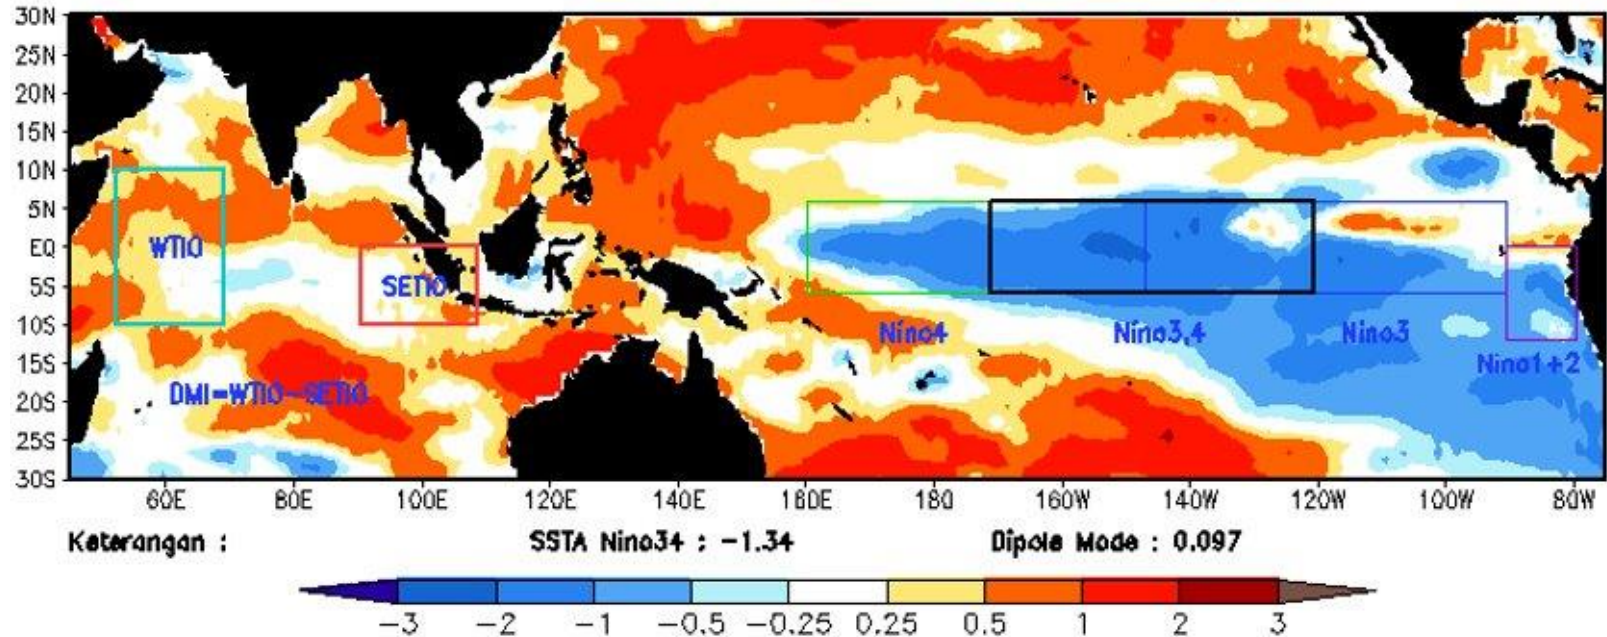 30N
25N
20N
15N
10N
5N
EQ
5S
10S
15S
20S
25S
30S
WTIO
SETIO
DMI=WTIO-SETIO
Nino4
Nino3,4
Nino3
Nino1+2
60E 80E 100E 120E 140E 160E 180 160W 140W 120W 100W 80W
Keterangan : SSTA Nino34 : -1.34 Dipole Mode : 0.097
-3 -2 -1 -0.5 -0.25 0.25 0.5 1 2 3